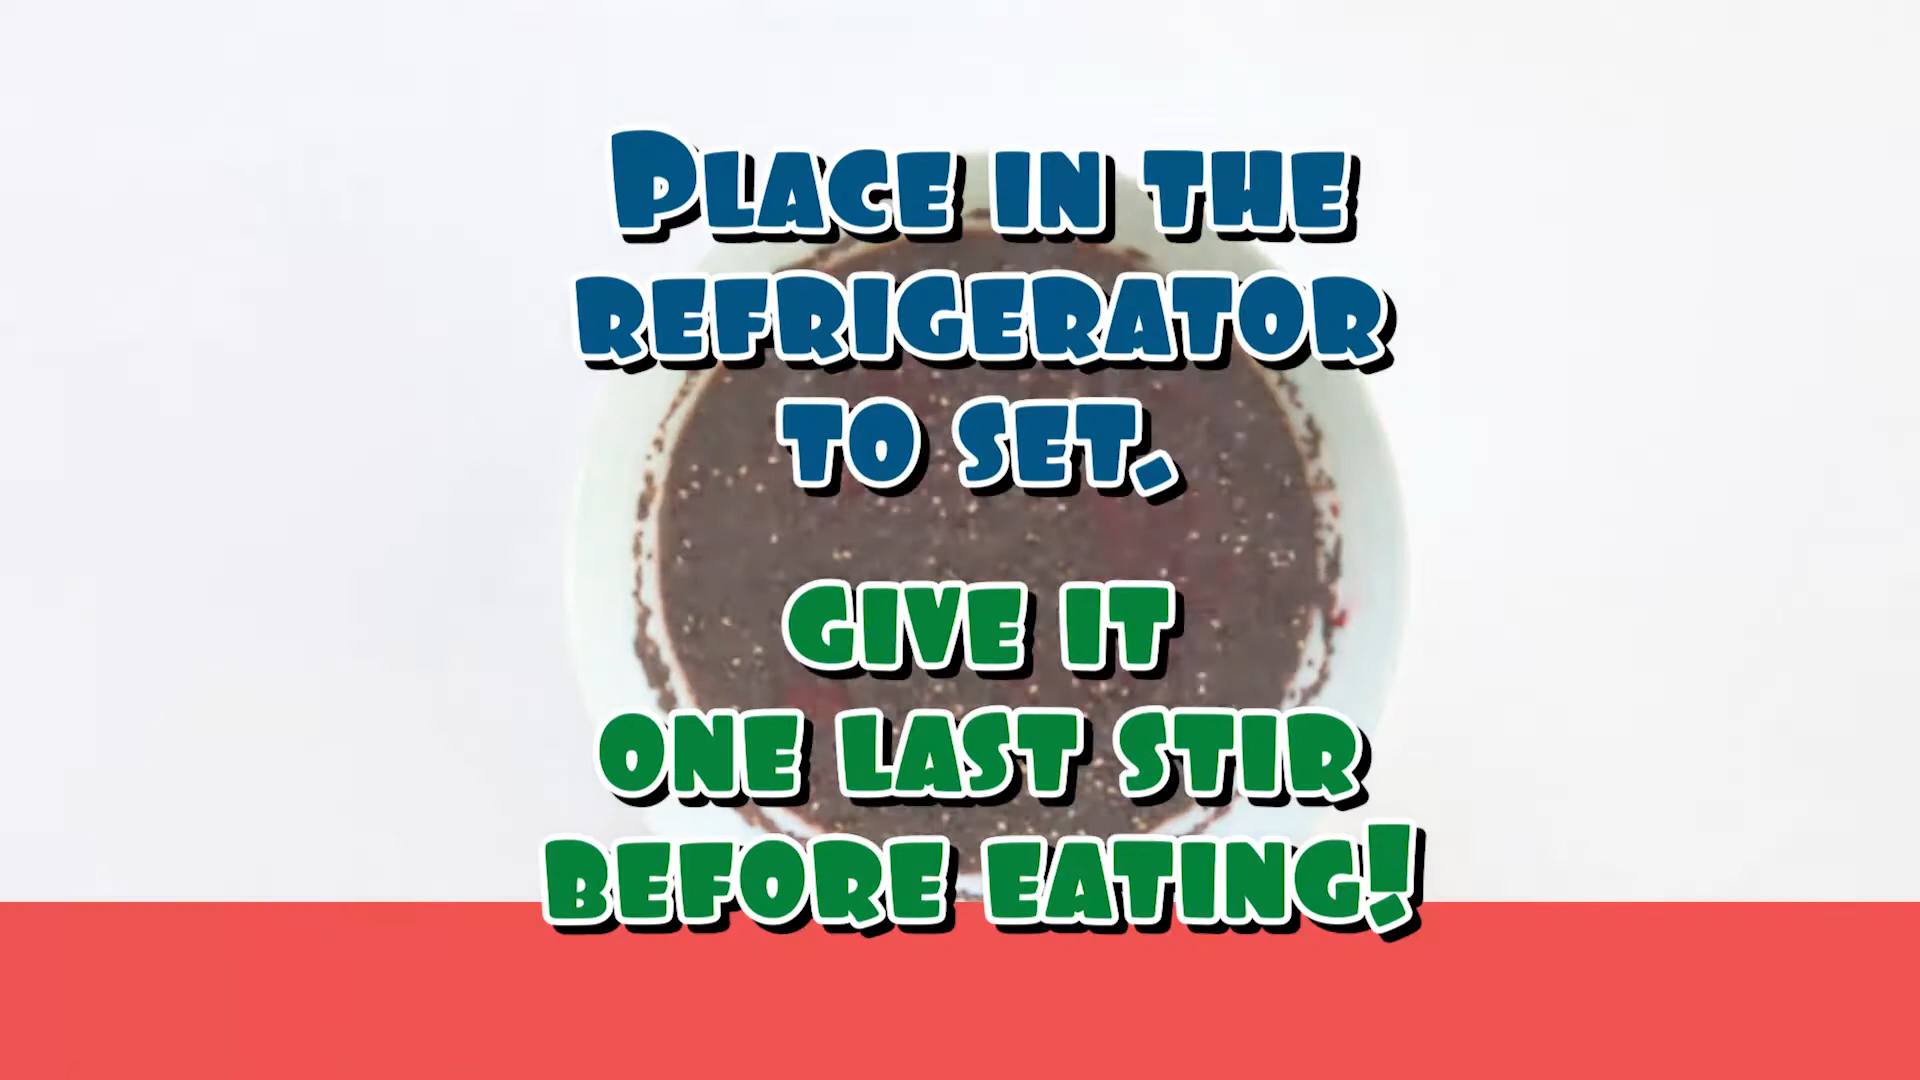 Place in the
refrigerator
to set.
give it
one last stir
before eating!